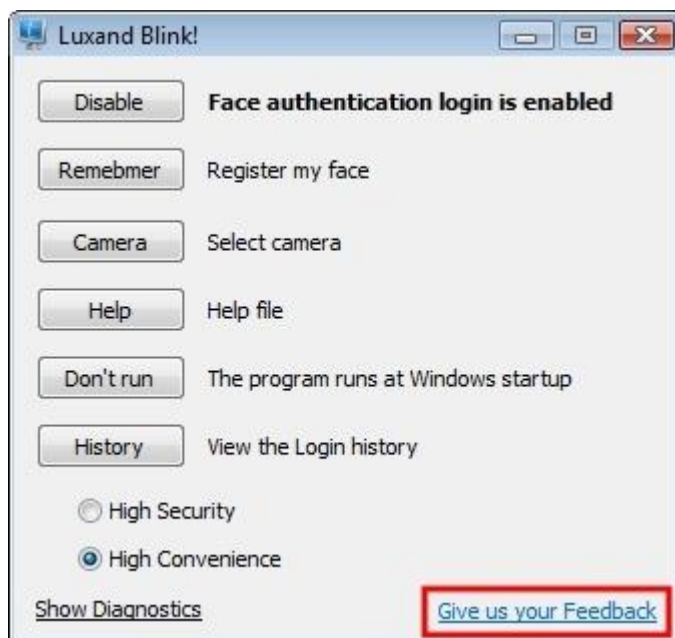 Luxand Blink!
Disable Face authentication login is enabled
Remebmer Register my face
Camera Select camera
Help Help file
Don't run The program runs at Windows startup
History View the Login history
High Security
High Convenience
Show Diagnostics Give us your Feedback